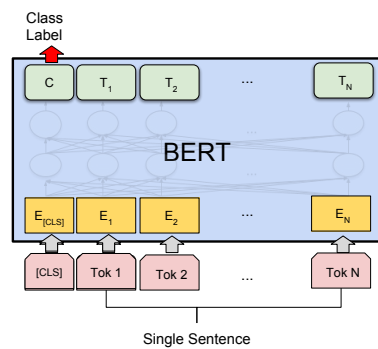 Class
Label
C T1 T2 ... TN
...
...
BERT
E[CLS] E1 E2 ... EN
[CLS] Tok 1 Tok 2 ... Tok N
Single Sentence